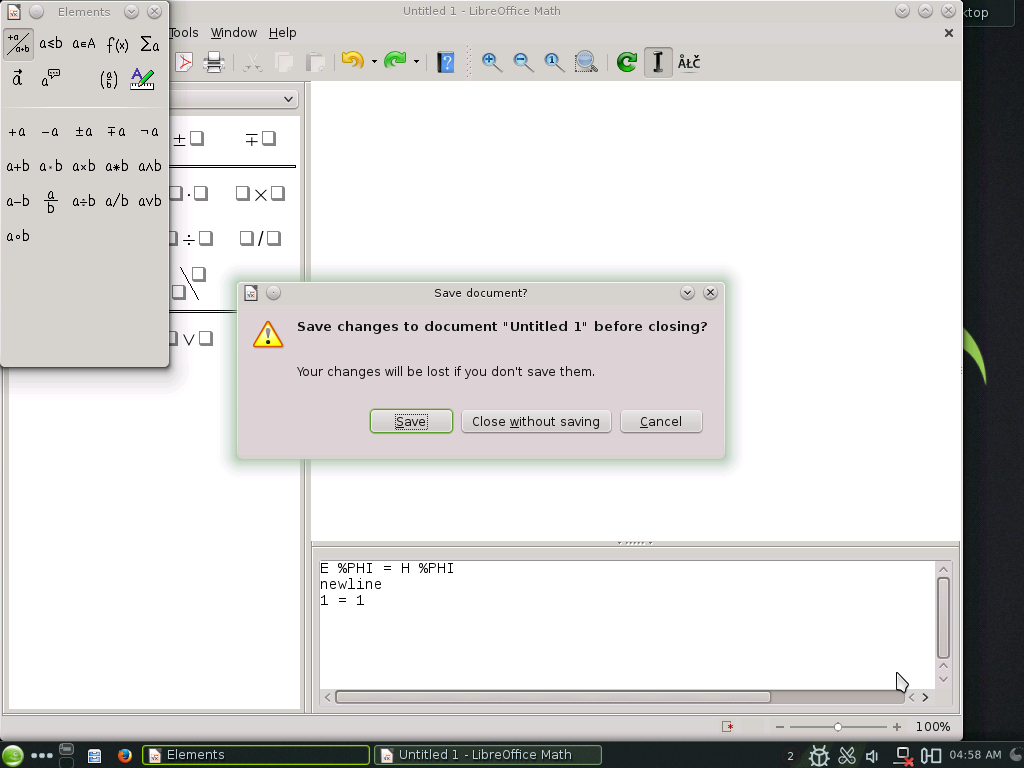 Elements
Untitled 1 - LibreOffice Math
ktop
Tools Window Help
+a/a+b a≤b a∈A f(x) Σa
ÅŁČ
+a −a ±a ∓a ¬a
a+b a·b a×b a∗b a∧b
a−b a/b a÷b a/b a∨b
a∘b
Save document?
Save changes to document "Untitled 1" before closing?
Your changes will be lost if you don't save them.
Save Close without saving Cancel
E %PHI = H %PHI
newline
1 = 1
100%
Elements
Untitled 1 - LibreOffice Math
2
04:58 AM